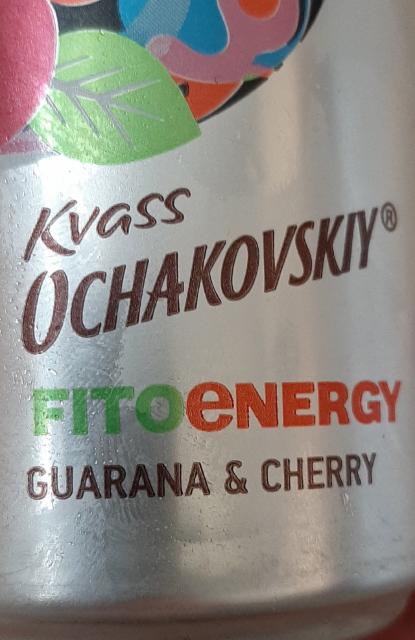 Kvass
OCHAKOVSKIY®
FITOeNERGY
GUARANA & CHERRY